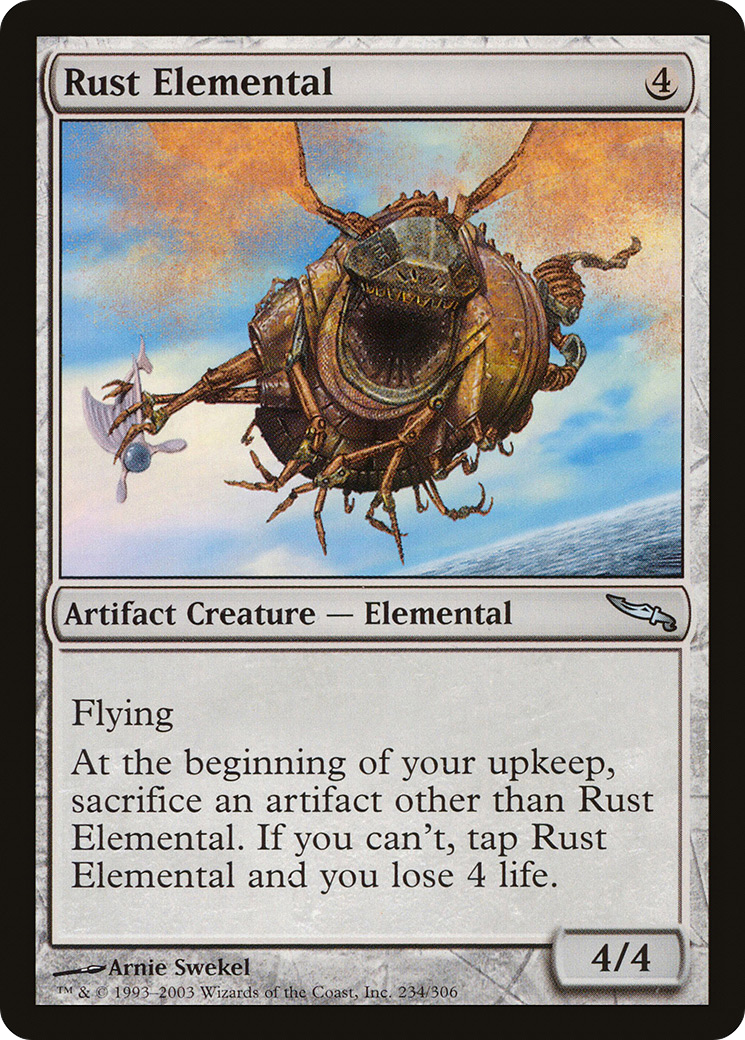 Rust Elemental 4
Artifact Creature — Elemental
Flying
At the beginning of your upkeep,
sacrifice an artifact other than Rust
Elemental. If you can't, tap Rust
Elemental and you lose 4 life.
4/4
Arnie Swekel
™ & © 1993–2003 Wizards of the Coast, Inc. 234/306